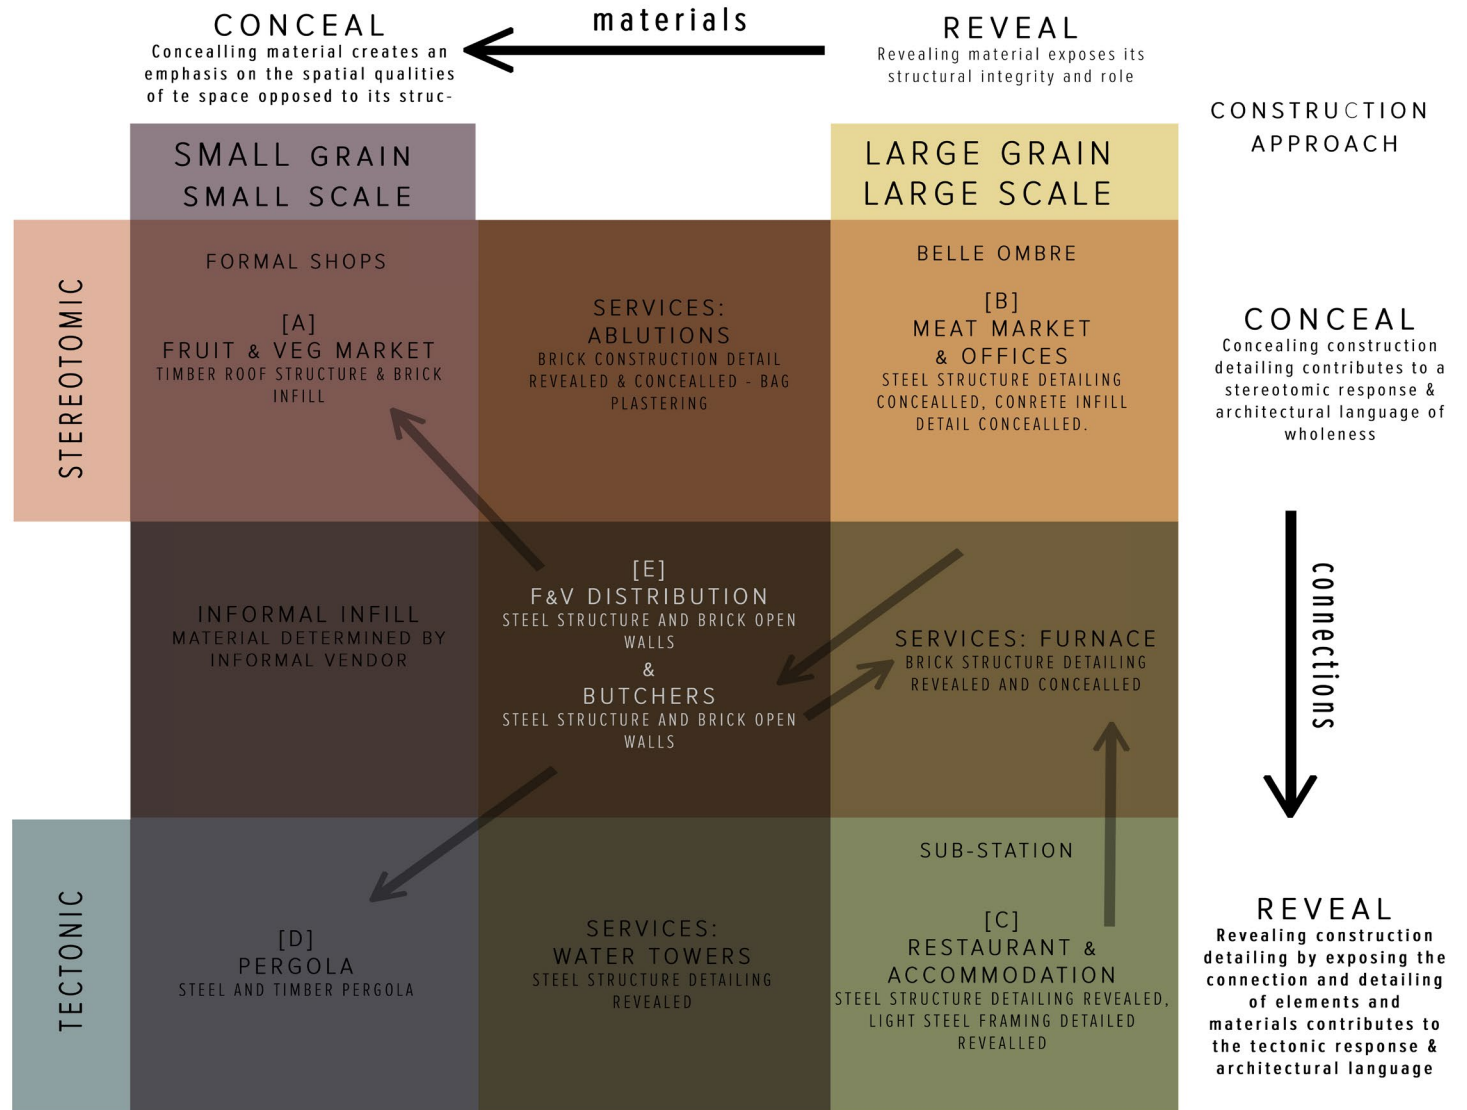 CONCEAL
Concealling material creates an
emphasis on the spatial qualities
of te space opposed to its struc-
materials
REVEAL
Revealing material exposes its
structural integrity and role
CONSTRUCTION
APPROACH
SMALL GRAIN
SMALL SCALE
LARGE GRAIN
LARGE SCALE
STEREOTOMIC
FORMAL SHOPS
[A]
FRUIT & VEG MARKET
TIMBER ROOF STRUCTURE & BRICK
INFILL
SERVICES:
ABLUTIONS
BRICK CONSTRUCTION DETAIL
REVEALED & CONCEALLED - BAG
PLASTERING
BELLE OMBRE
[B]
MEAT MARKET
& OFFICES
STEEL STRUCTURE DETAILING
CONCEALLED, CONRETE INFILL
DETAIL CONCEALLED.
CONCEAL
Concealing construction
detailing contributes to a
stereotomic response &
architectural language of
wholeness
INFORMAL INFILL
MATERIAL DETERMINED BY
INFORMAL VENDOR
[E]
F&V DISTRIBUTION
STEEL STRUCTURE AND BRICK OPEN
WALLS
&
BUTCHERS
STEEL STRUCTURE AND BRICK OPEN
WALLS
SERVICES: FURNACE
BRICK STRUCTURE DETAILING
REVEALED AND CONCEALLED
connections
TECTONIC
[D]
PERGOLA
STEEL AND TIMBER PERGOLA
SERVICES:
WATER TOWERS
STEEL STRUCTURE DETAILING
REVEALED
SUB-STATION
[C]
RESTAURANT &
ACCOMMODATION
STEEL STRUCTURE DETAILING REVEALED,
LIGHT STEEL FRAMING DETAILED
REVEALLED
REVEAL
Revealing construction
detailing by exposing the
connection and detailing
of elements and
materials contributes to
the tectonic response &
architectural language